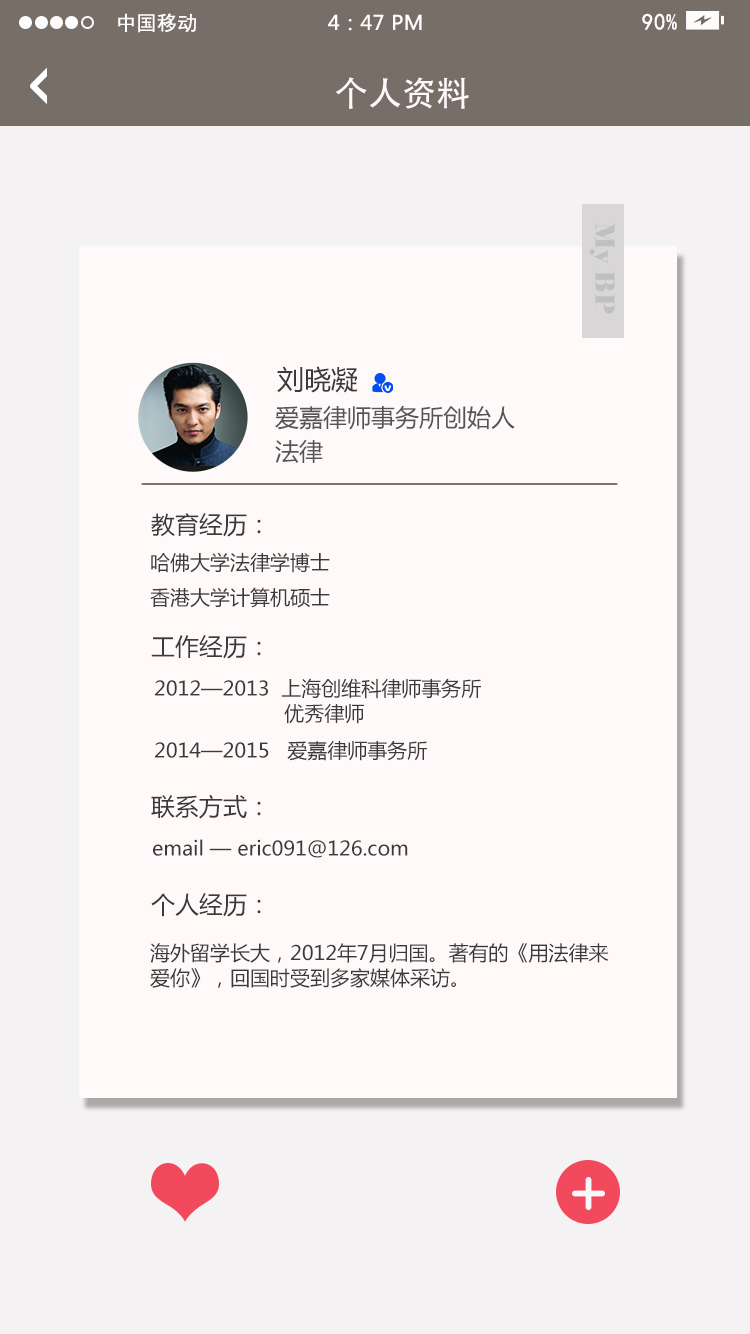 中国移动
4 : 47 PM
90%
个人资料
My BP
刘晓凝
爱嘉律师事务所创始人
法律
教育经历：
哈佛大学法律学博士
香港大学计算机硕士
工作经历：
2012—2013 上海创维科律师事务所
优秀律师
2014—2015 爱嘉律师事务所
联系方式：
email — eric091@126.com
个人经历：
海外留学长大，2012年7月归国。著有的《用法律来
爱你》，回国时受到多家媒体采访。